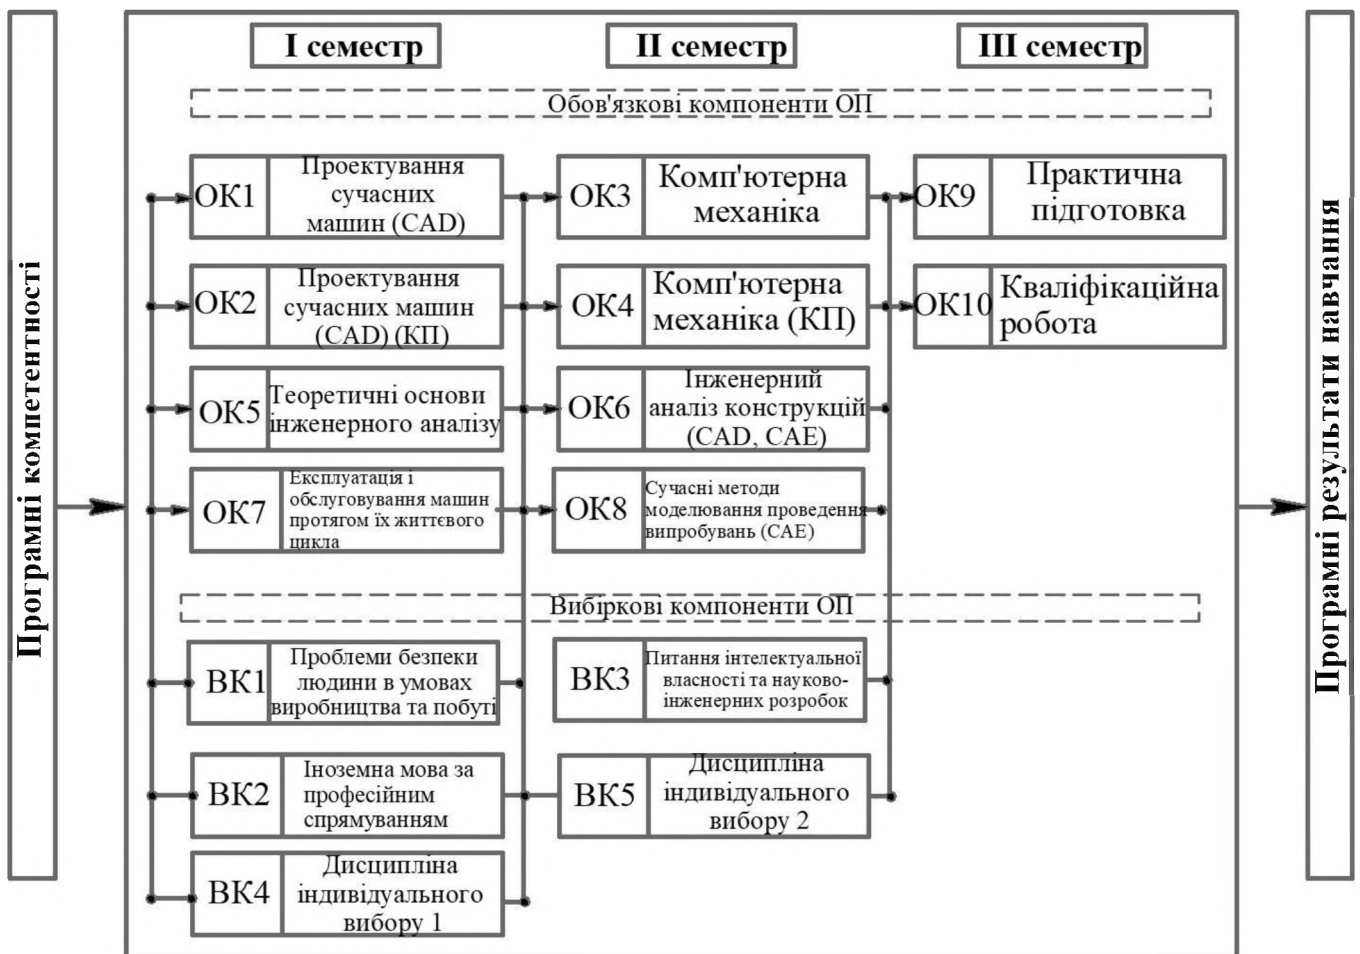 Програмні компетентності
I семестр
II семестр
III семестр
Обов'язкові компоненти ОП
ОК1
Проектування
сучасних
машин (CAD)
ОК3
Комп'ютерна
механіка
ОК9
Практична
підготовка
ОК2
Проектування
сучасних машин
(CAD) (КП)
ОК4
Комп'ютерна
механіка (КП)
ОК10
Кваліфікаційна
робота
ОК5
Теоретичні основи
інженерного аналізу
ОК6
Інженерний
аналіз конструкцій
(CAD, CAE)
ОК7
Експлуатація і
обслуговування машин
протягом їх життєвого
цикла
ОК8
Сучасні методи
моделювання проведення
випробувань (CAE)
Вибіркові компоненти ОП
ВК1
Проблеми безпеки
людини в умовах
виробництва та побуті
ВК3
Питання інтелектуальної
власності та науково-
інженерних розробок
ВК2
Іноземна мова за
професійним
спрямуванням
ВК5
Дисципліна
індивідуального
вибору 2
ВК4
Дисципліна
індивідуального
вибору 1
Програмні результати навчання